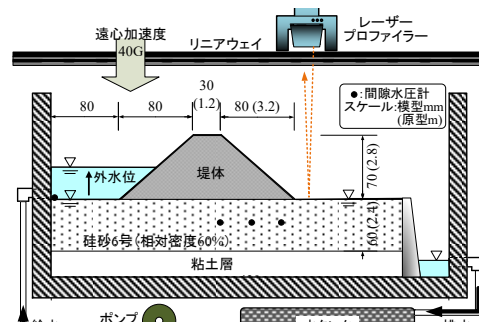 遠心加速度
40G
リニアウェイ
レーザー
プロファイラー
30
(1.2)
80
80
80 (3.2)
●:間隙水圧計
スケール:模型mm
(原型m)
外水位
堤体
70 (2.8)
60 (2.4)
硅砂6号(相対密度60%)
粘土層
ポンプ